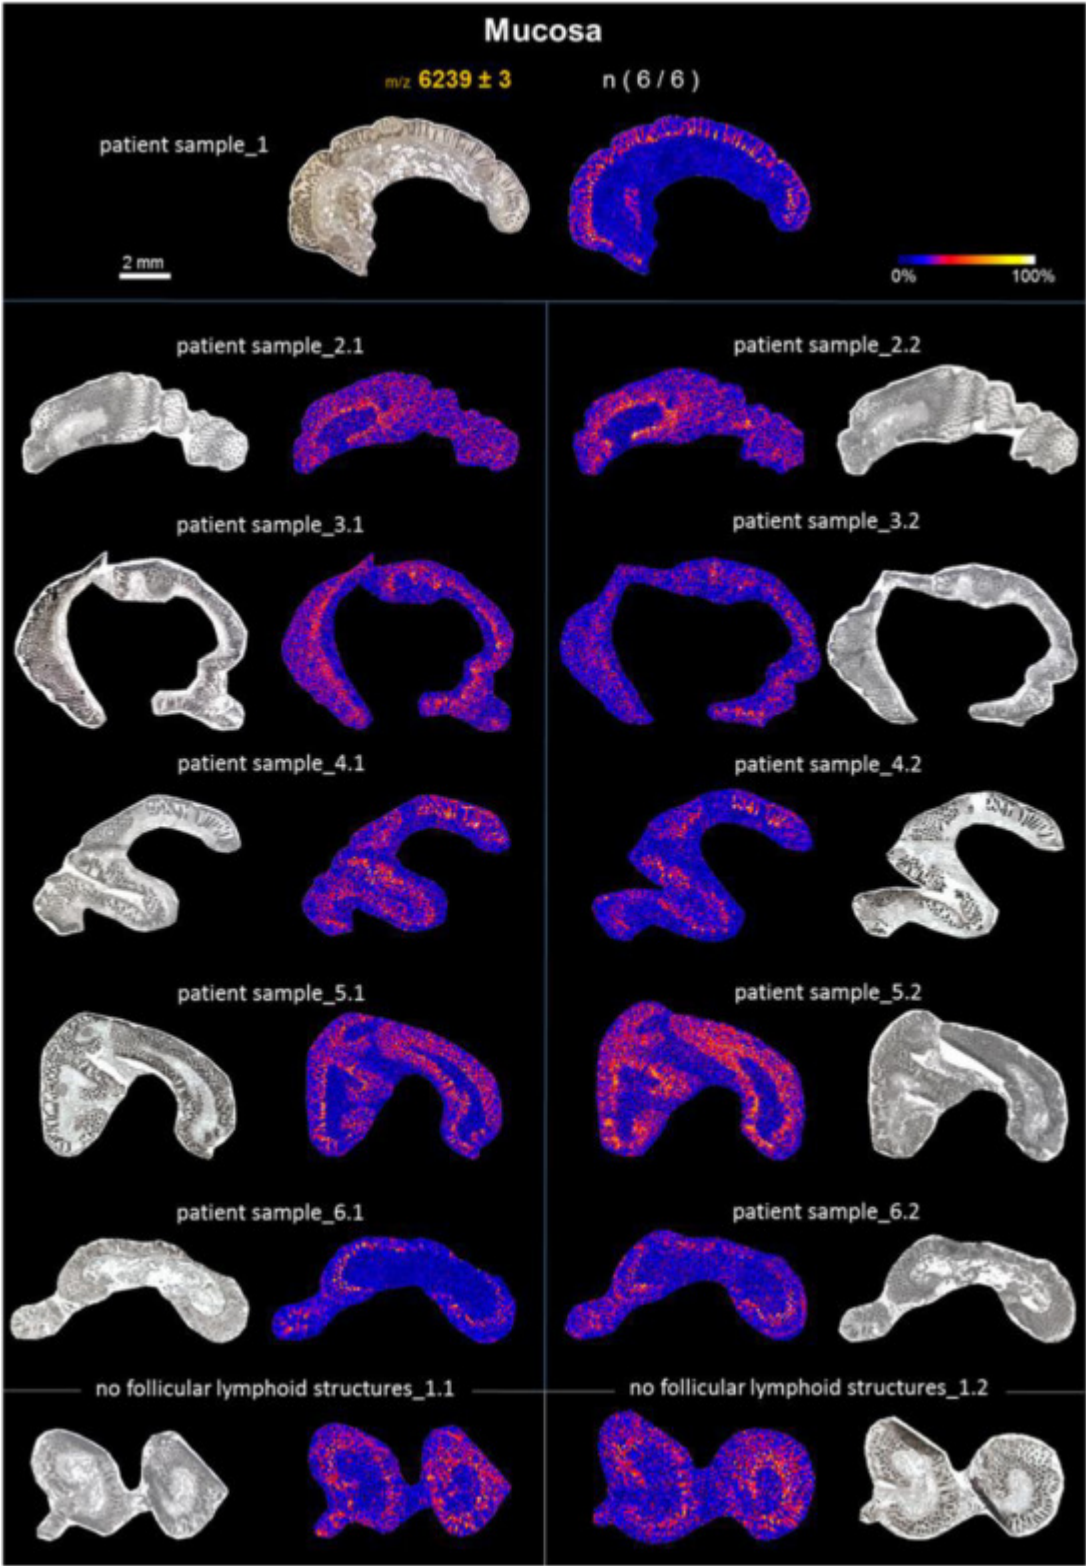 Mucosa
m/z 6239 ± 3 n ( 6 / 6 )
patient sample_1
2 mm
0% 100%
patient sample_2.1 patient sample_2.2
patient sample_3.1 patient sample_3.2
patient sample_4.1 patient sample_4.2
patient sample_5.1 patient sample_5.2
patient sample_6.1 patient sample_6.2
no follicular lymphoid structures_1.1 no follicular lymphoid structures_1.2